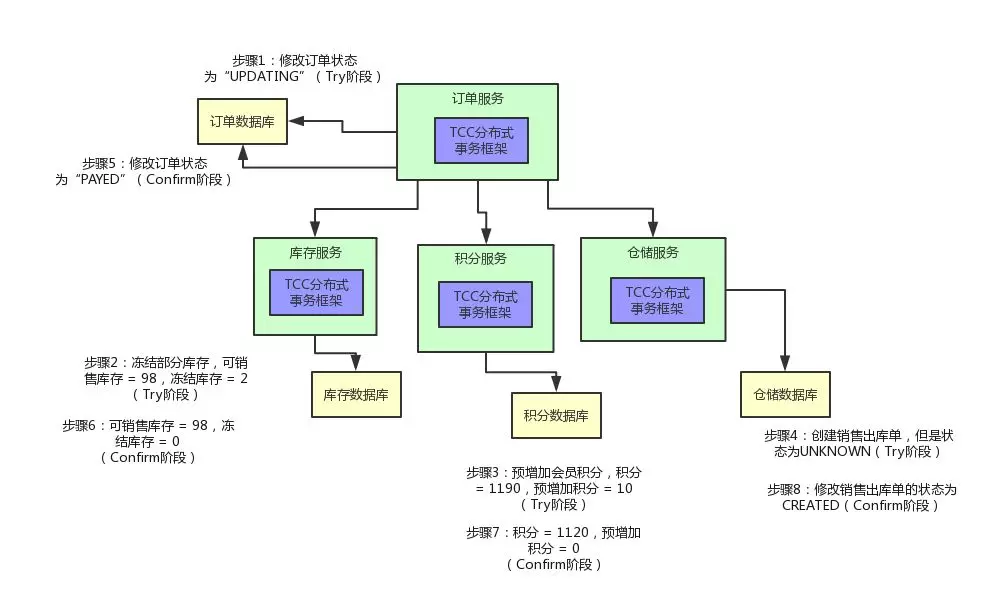 步骤1：修改订单状态
为“UPDATING”（Try阶段）
订单服务
订单数据库
TCC分布式
事务框架
步骤5：修改订单状态
为“PAYED”（Confirm阶段）
库存服务
TCC分布式
事务框架
积分服务
TCC分布式
事务框架
仓储服务
TCC分布式
事务框架
步骤2：冻结部分库存，可销
售库存 = 98，冻结库存 = 2
（Try阶段）
库存数据库
积分数据库
仓储数据库
步骤6：可销售库存 = 98，冻
结库存 = 0
（Confirm阶段）
步骤4：创建销售出库单，但是状
态为UNKNOWN（Try阶段）
步骤3：预增加会员积分，积分
= 1190，预增加积分 = 10
（Try阶段）
步骤8：修改销售出库单的状态为
CREATED（Confirm阶段）
步骤7：积分 = 1120，预增加
积分 = 0
（Confirm阶段）